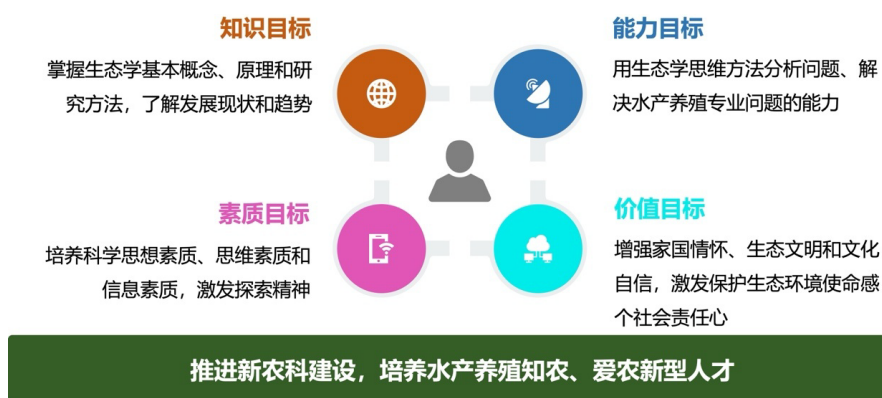 知识目标
掌握生态学基本概念、原理和研
究方法，了解发展现状和趋势
能力目标
用生态学思维方法分析问题、解
决水产养殖专业问题的能力
素质目标
培养科学思想素质、思维素质和
信息素质，激发探索精神
价值目标
增强家国情怀、生态文明和文化
自信，激发保护生态环境使命感
个社会责任心
推进新农科建设，培养水产养殖知农、爱农新型人才